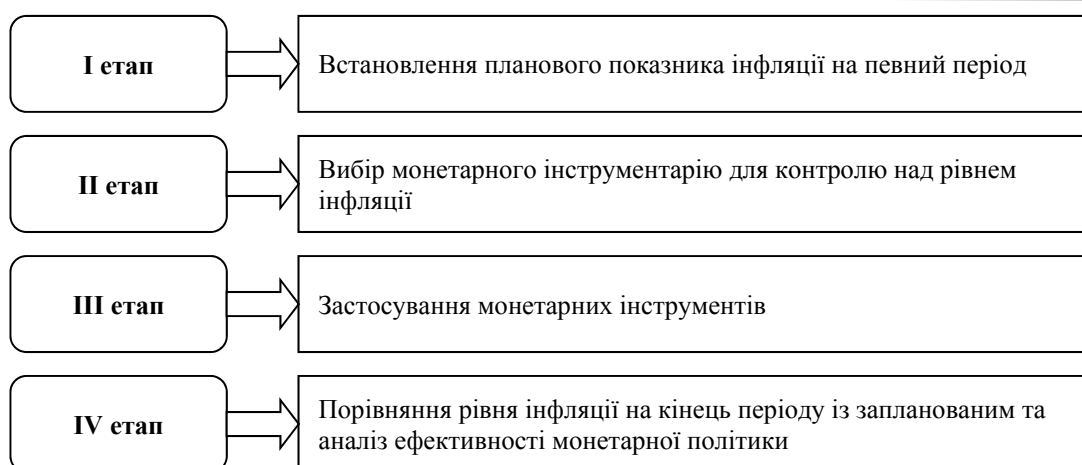 I етап
Встановлення планового показника інфляції на певний період
II етап
Вибір монетарного інструментарію для контролю над рівнем
інфляції
III етап
Застосування монетарних інструментів
IV етап
Порівняння рівня інфляції на кінець періоду із запланованим та
аналіз ефективності монетарної політики